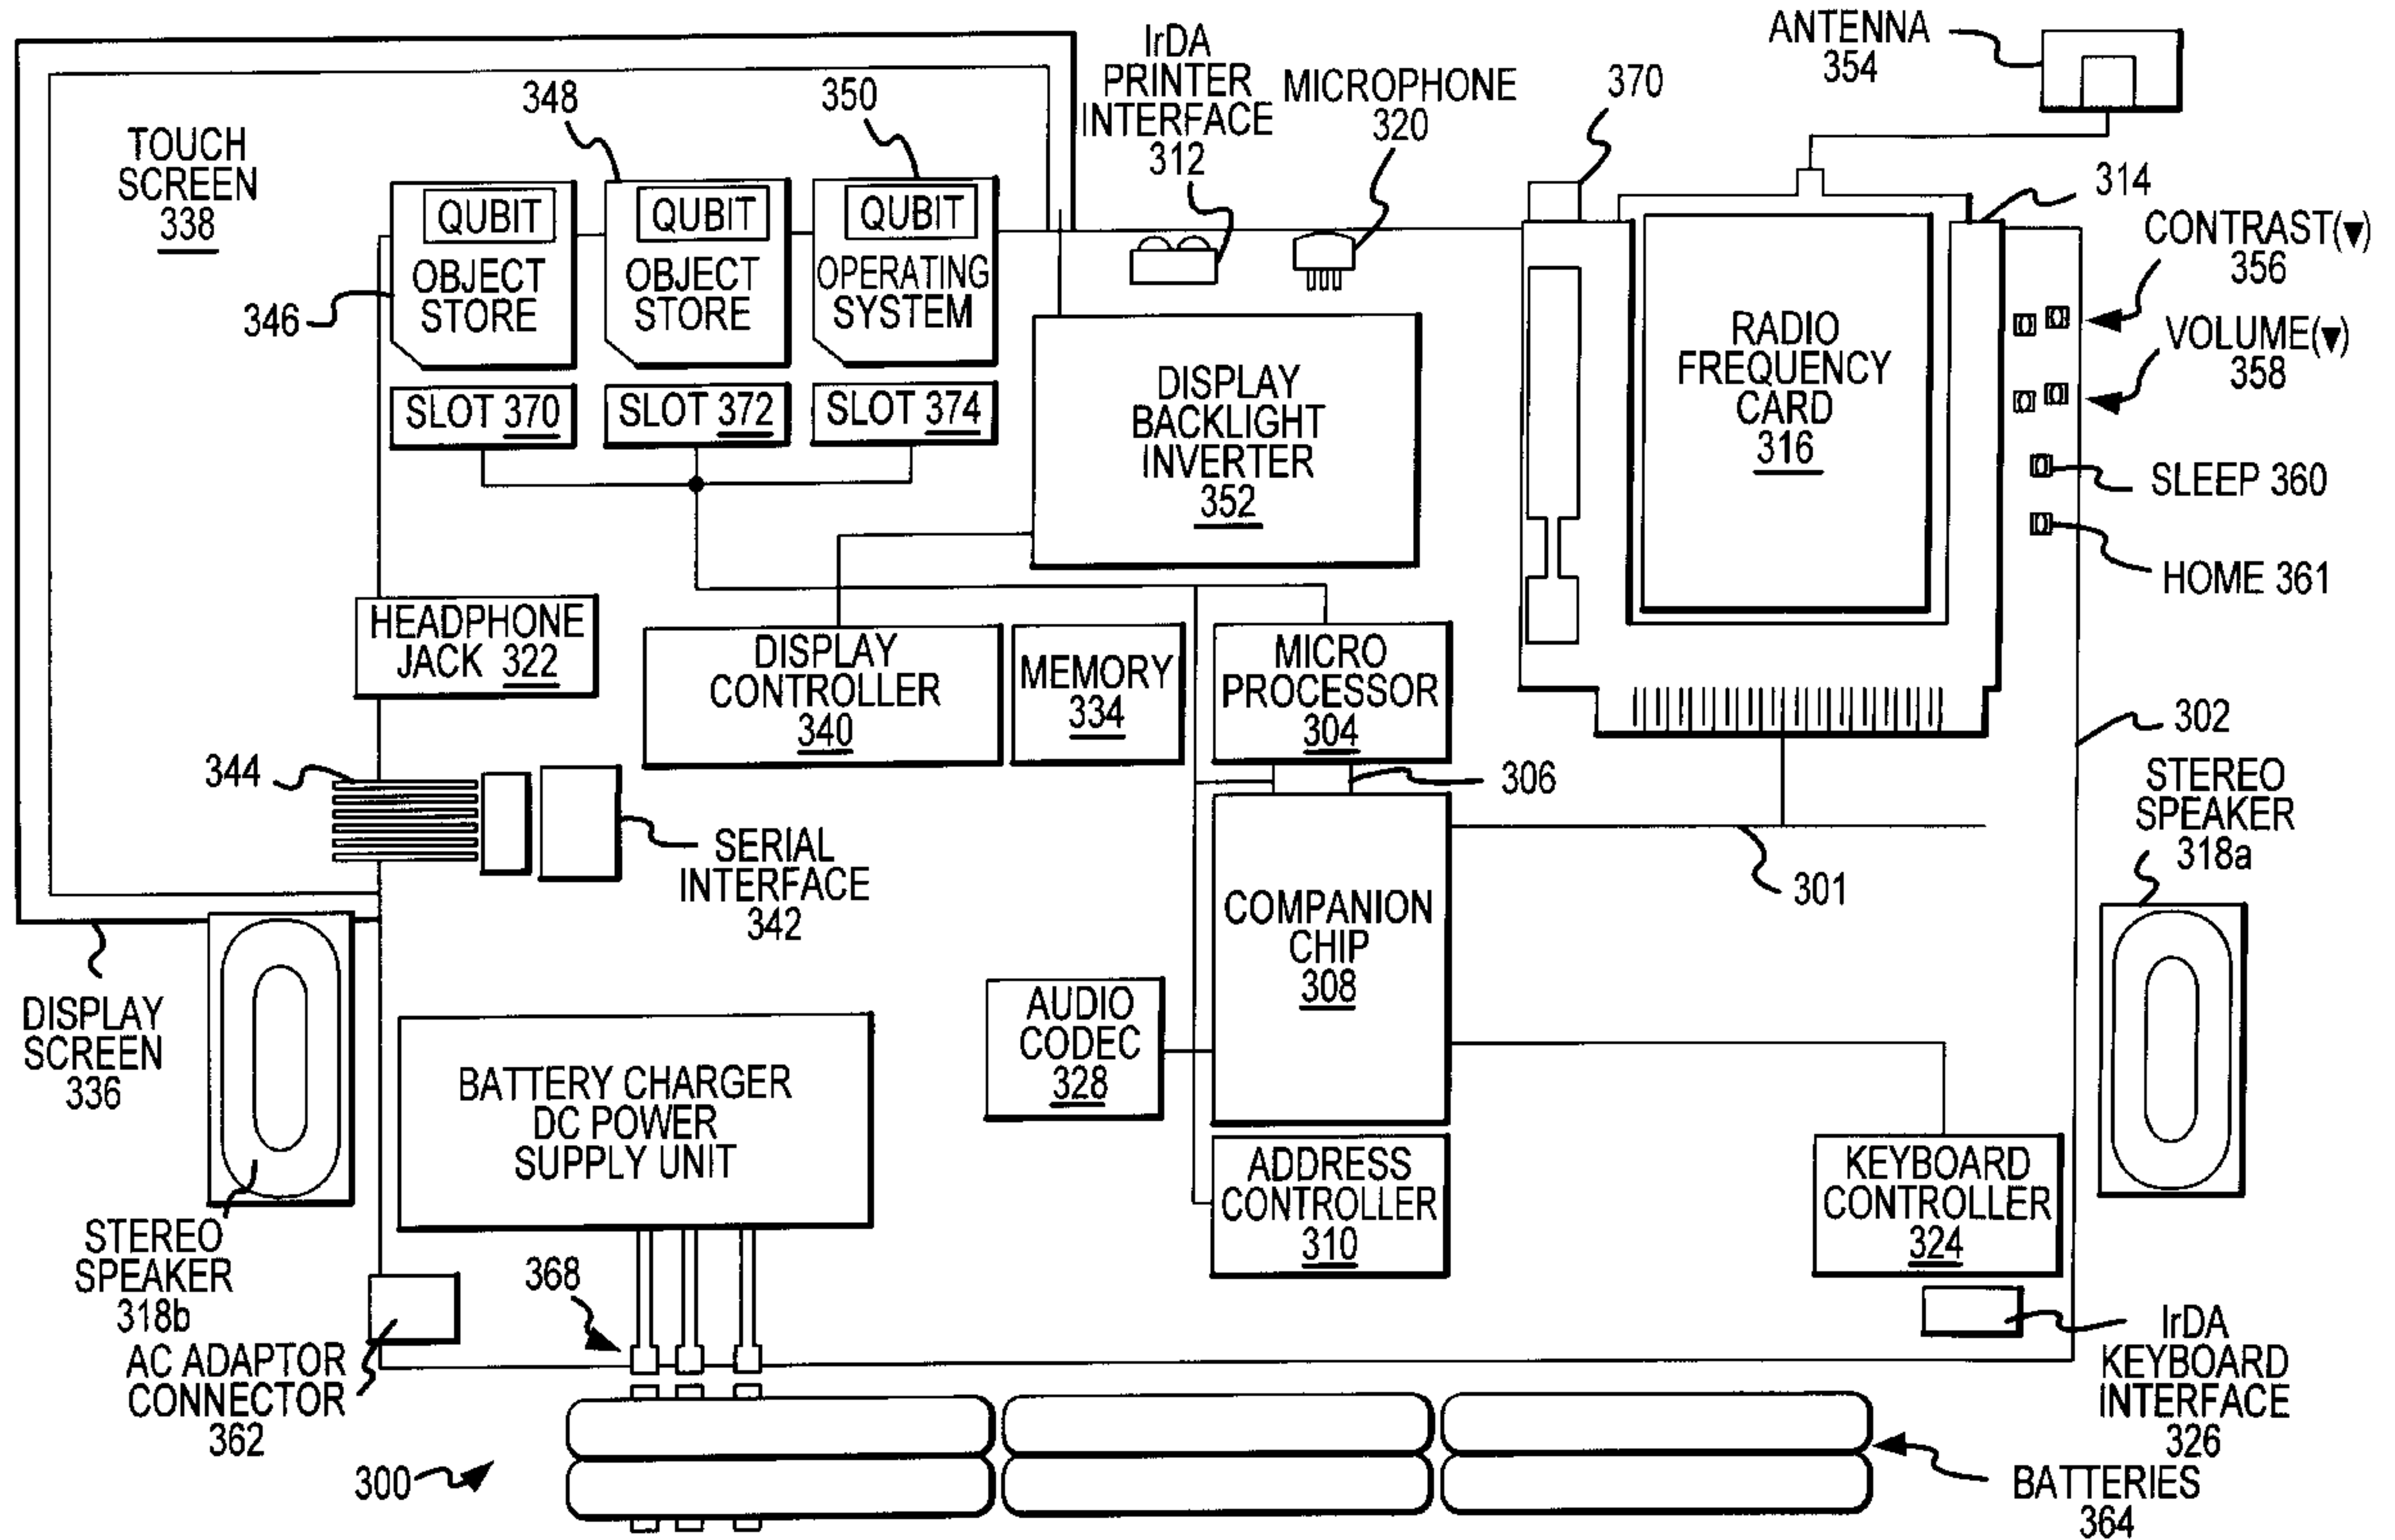 IrDA
PRINTER
INTERFACE
312
MICROPHONE
320
370
ANTENNA
354
314
CONTRAST(▼)
356
VOLUME(▼)
358
SLEEP 360
HOME 361
TOUCH
SCREEN
338
348
350
346
QUBIT
OBJECT
STORE
QUBIT
OBJECT
STORE
QUBIT
OPERATING
SYSTEM
SLOT 370
SLOT 372
SLOT 374
DISPLAY
BACKLIGHT
INVERTER
352
RADIO
FREQUENCY
CARD
316
HEADPHONE
JACK 322
DISPLAY
CONTROLLER
340
MEMORY
334
MICRO
PROCESSOR
304
302
344
SERIAL
INTERFACE
342
306
301
STEREO
SPEAKER
318a
COMPANION
CHIP
308
DISPLAY
SCREEN
336
AUDIO
CODEC
328
BATTERY CHARGER
DC POWER
SUPPLY UNIT
ADDRESS
CONTROLLER
310
KEYBOARD
CONTROLLER
324
STEREO
SPEAKER
318b
368
AC ADAPTOR
CONNECTOR
362
IrDA
KEYBOARD
INTERFACE
326
300
BATTERIES
364